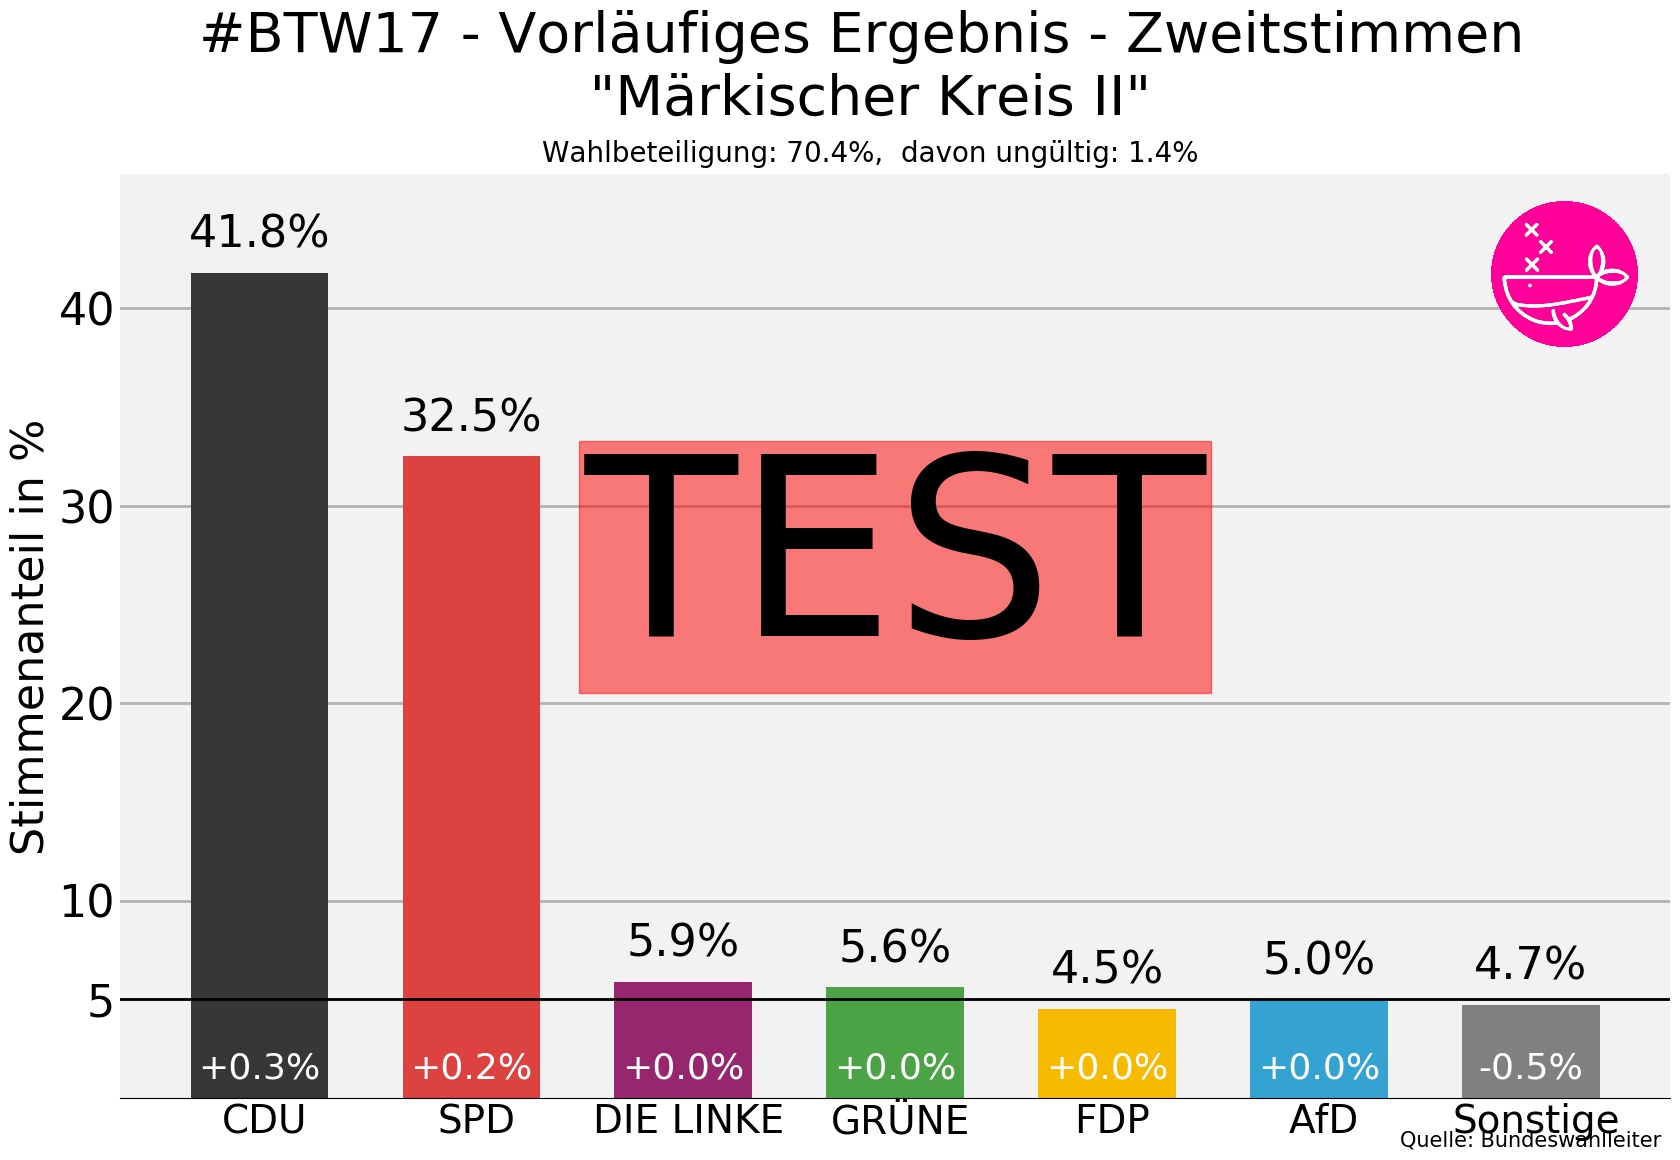 #BTW17 - Vorläufiges Ergebnis - Zweitstimmen
"Märkischer Kreis II"
Wahlbeteiligung: 70.4%,  davon ungültig: 1.4%
Stimmenanteil in %
40
30
20
10
5
41.8%
32.5%
5.9%
5.6%
4.5%
5.0%
4.7%
TEST
+0.3%
+0.2%
+0.0%
+0.0%
+0.0%
+0.0%
-0.5%
CDU
SPD
DIE LINKE
GRÜNE
FDP
AfD
Sonstige
Quelle: Bundeswahlleiter